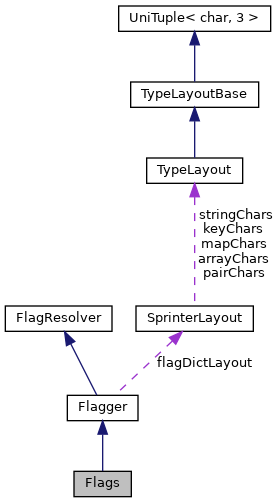 UniTuple< char, 3 >
TypeLayoutBase
TypeLayout
stringChars
keyChars
mapChars
arrayChars
pairChars
FlagResolver
SprinterLayout
flagDictLayout
Flagger
Flags